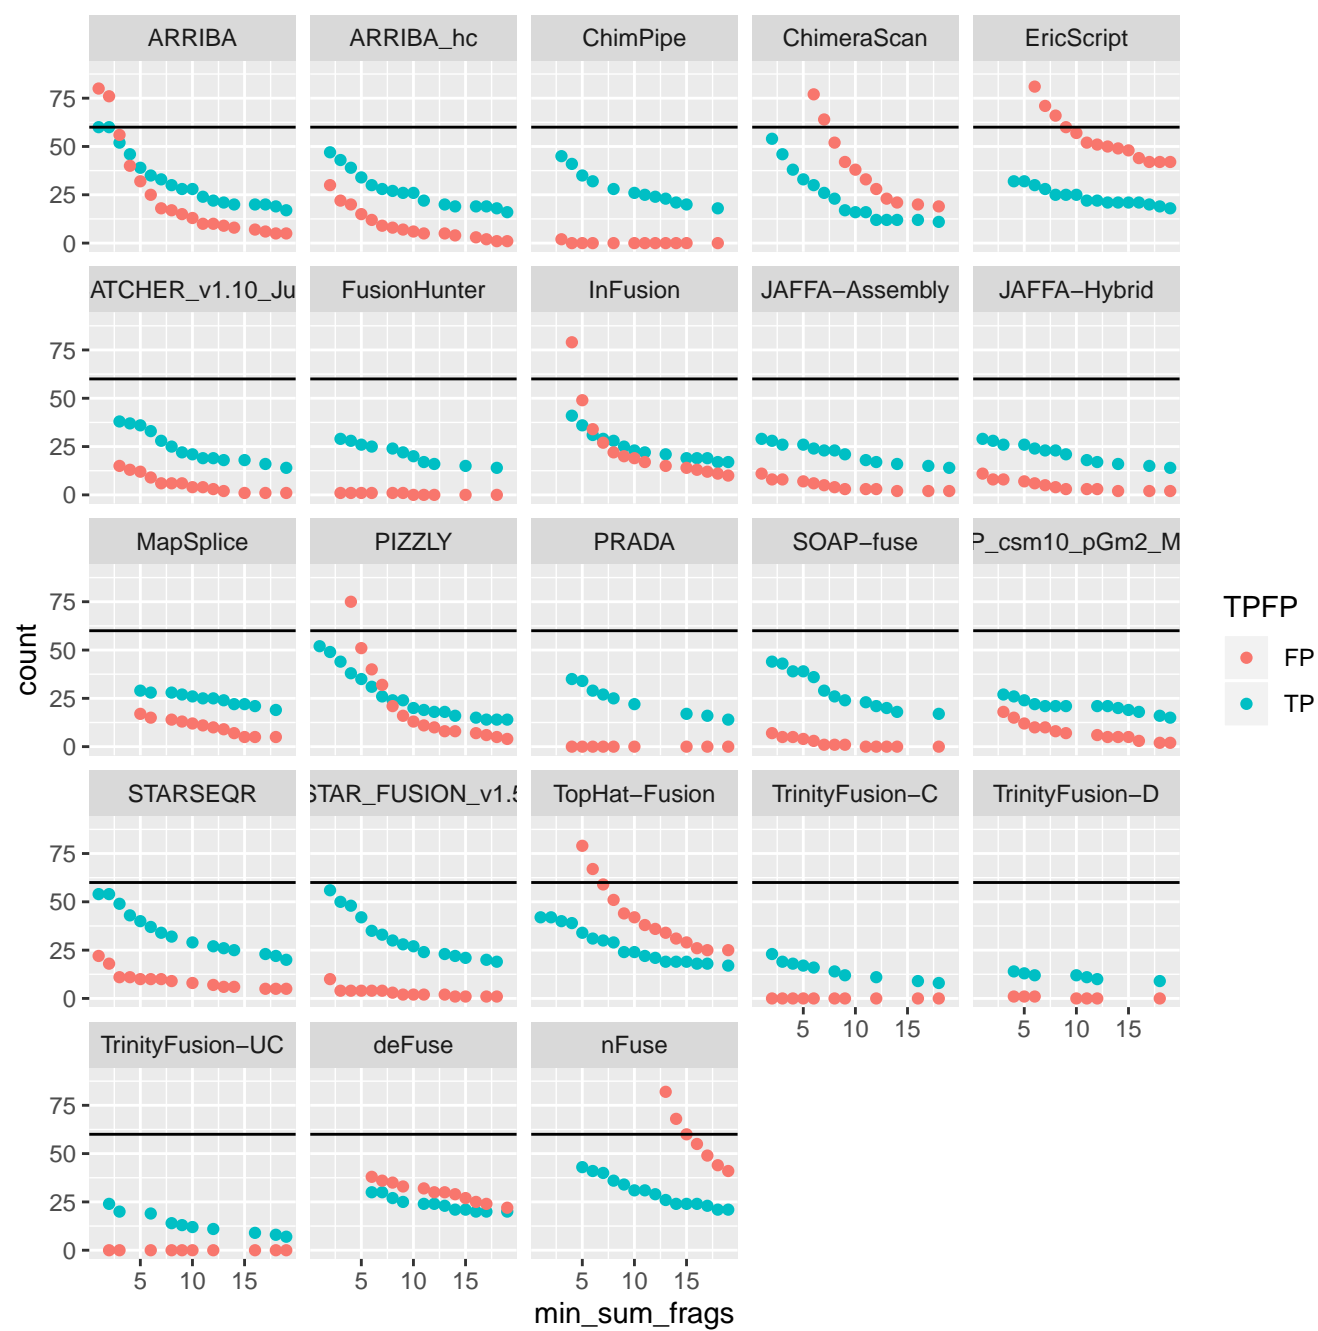 ARRIBA ARRIBA_hc ChimPipe ChimeraScan EricScript
75
50
25
0
ATCHER_v1.10_Ju FusionHunter InFusion JAFFA−Assembly JAFFA−Hybrid
75
50
25
0
MapSplice PIZZLY PRADA SOAP−fuse P_csm10_pGm2_M
75
50
25
0
STARSEQR STAR_FUSION_v1.5 TopHat−Fusion TrinityFusion−C TrinityFusion−D
75
50
25
0
5 10 15 5 10 15
TrinityFusion−UC deFuse nFuse
75
50
25
0
5 10 15 5 10 15 5 10 15
min_sum_frags
count
TPFP
FP
TP